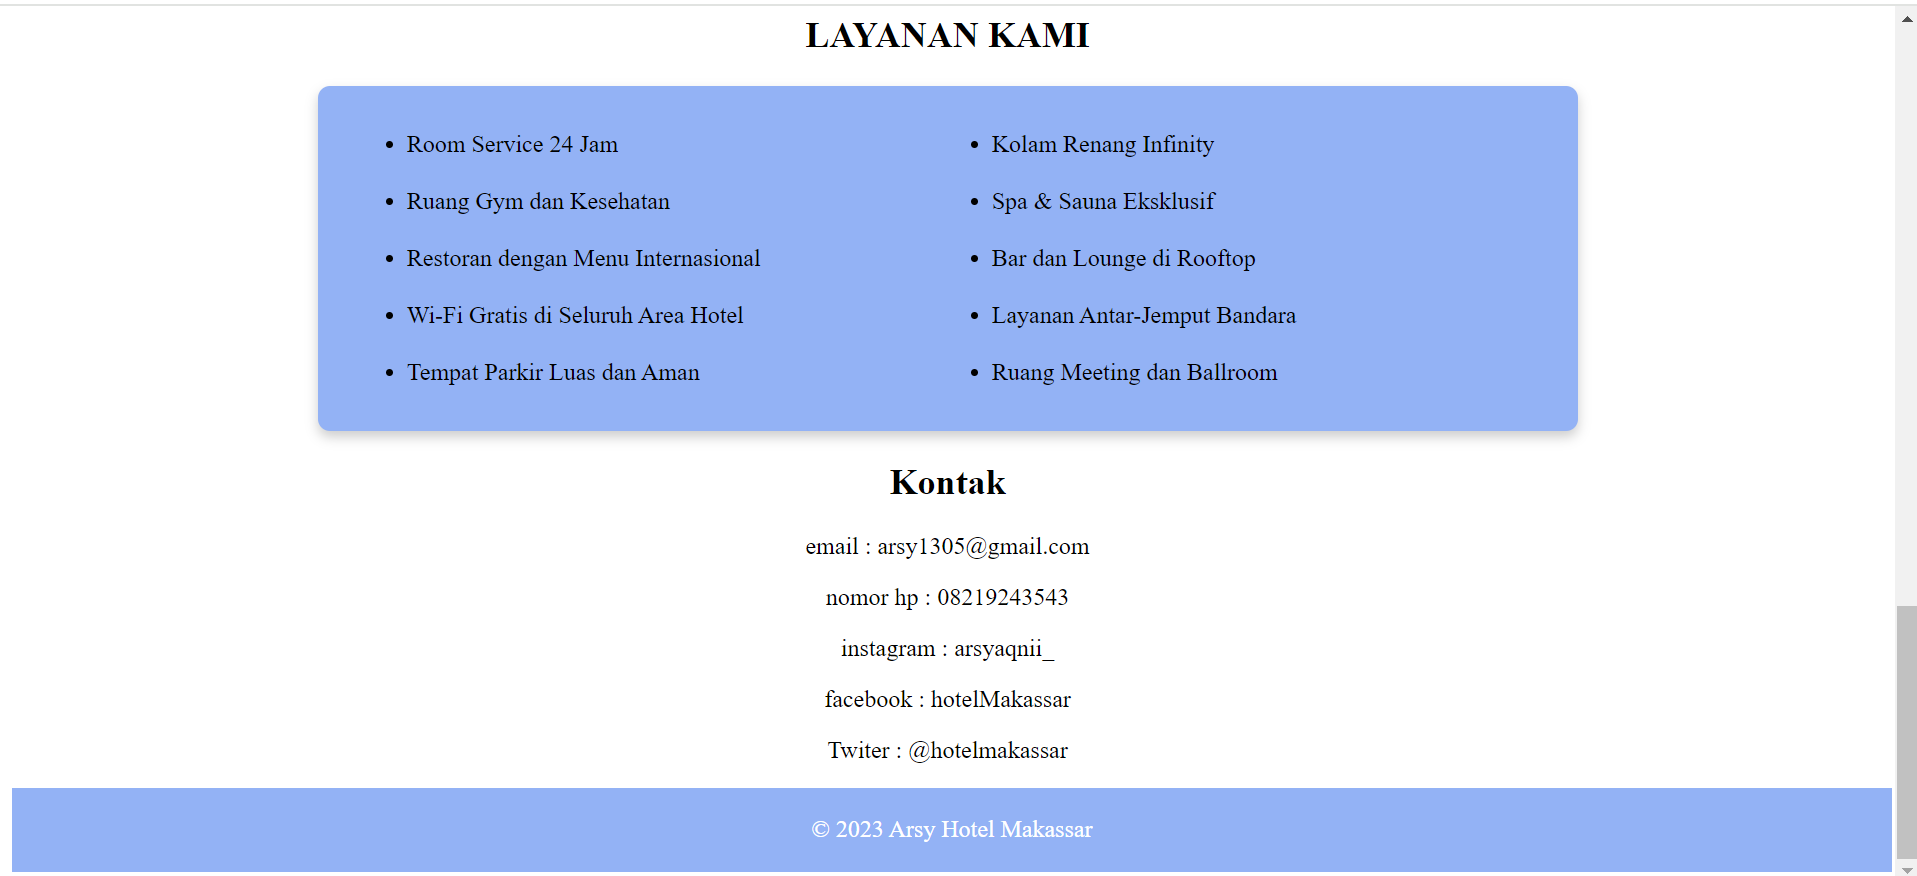 LAYANAN KAMI
Room Service 24 Jam
Ruang Gym dan Kesehatan
Restoran dengan Menu Internasional
Wi-Fi Gratis di Seluruh Area Hotel
Tempat Parkir Luas dan Aman
Kolam Renang Infinity
Spa & Sauna Eksklusif
Bar dan Lounge di Rooftop
Layanan Antar-Jemput Bandara
Ruang Meeting dan Ballroom
Kontak
email : arsy1305@gmail.com
nomor hp : 08219243543
instagram : arsyaqnii_
facebook : hotelMakassar
Twiter : @hotelmakassar
© 2023 Arsy Hotel Makassar